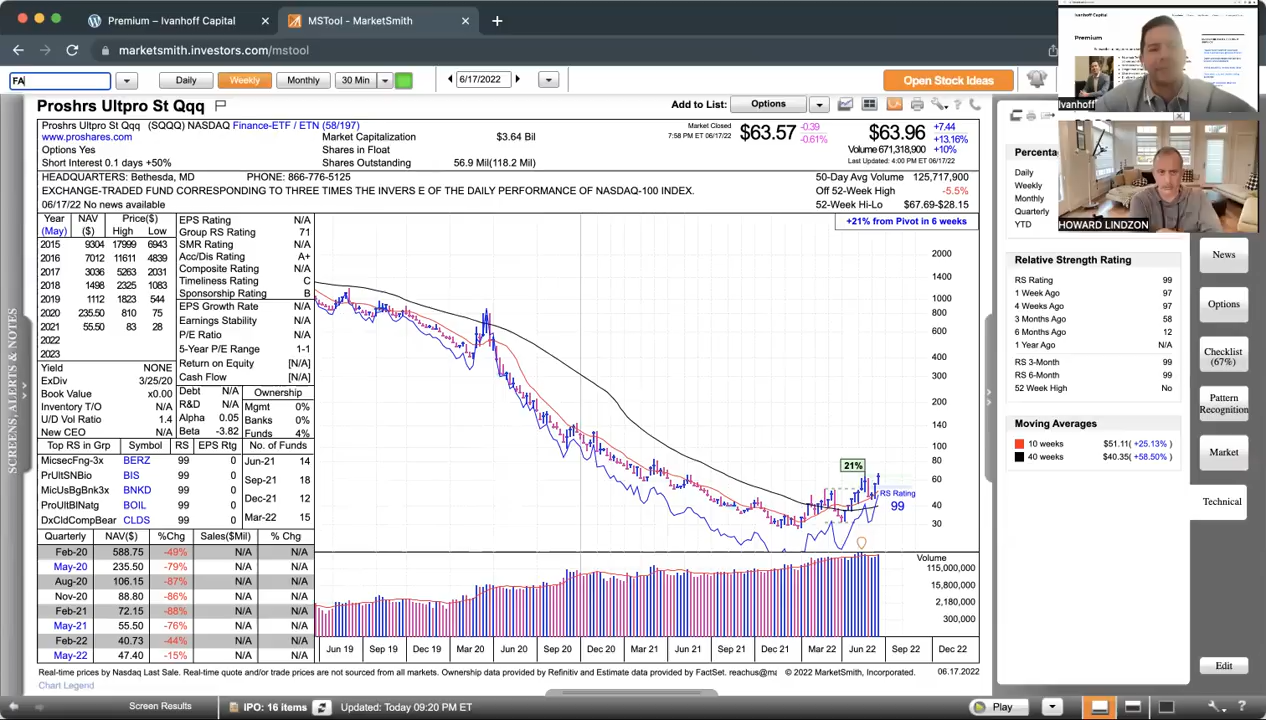 Premium – Ivanhoff Capital
MSTool - MarketSmith
marketsmith.investors.com/mstool
FA
Daily
Weekly
Monthly
30 Min
6/17/2022
Open Stock Ideas
Proshrs Ultpro St Qqq
Add to List:
Options
Proshrs Ultpro St Qqq (SQQQ) NASDAQ Finance-ETF / ETN (58/197)
www.proshares.com
Options Yes
Short Interest 0.1 days +50%
Market Capitalization $3.64 Bil
Shares in Float
Shares Outstanding 56.9 Mil(118.2 Mil)
Market Closed
7:58 PM ET 06/17/22
$63.57 -0.39 -0.61%
$63.96 +7.44
+13.16%
Volume 671,318,900 +10%
Last Updated: 4:00 PM ET 06/17/22
HEADQUARTERS: Bethesda, MD PHONE: 866-776-5125
EXCHANGE-TRADED FUND CORRESPONDING TO THREE TIMES THE INVERS E OF THE DAILY PERFORMANCE OF NASDAQ-100 INDEX.
06/17/22 No news available
50-Day Avg Volume 125,717,900
Off 52-Week High -5.5%
52-Week Hi-Lo $67.69-$28.15
Year NAV Price($)
(May) ($) High Low
2015 9304 17999 6943
2016 7012 11611 4839
2017 3036 5263 2031
2018 1498 2325 1083
2019 1112 1823 544
2020 235.50 810 75
2021 55.50 83 28
2022
2023
Yield NONE
ExDiv 3/25/20
Book Value x0.00
Inventory T/O N/A
U/D Vol Ratio 1.4
New CEO N/A
EPS Rating N/A
Group RS Rating 71
SMR Rating N/A
Acc/Dis Rating A+
Composite Rating N/A
Timeliness Rating C
Sponsorship Rating B
EPS Growth Rate N/A
Earnings Stability N/A
P/E Ratio N/A
5-Year P/E Range 1-1
Return on Equity [N/A]
Cash Flow [N/A]
Debt N/A
R&D N/A
Alpha 0.05
Beta -3.82
Ownership
Mgmt 0%
Banks 0%
Funds 4%
Top RS in Grp Symbol RS EPS Rtg
MicsecFng-3x BERZ 99 0
PrUltSNBio BIS 99 0
MicUsBgBnk3x BNKD 99 0
ProUltBlNatg BOIL 99 0
DxCldCompBear CLDS 99 0
No. of Funds
Jun-21 14
Sep-21 18
Dec-21 12
Mar-22 15
Quarterly NAV($) %Chg Sales($Mil) % Chg
Feb-20 588.75 -49% N/A N/A
May-20 235.50 -79% N/A N/A
Aug-20 106.15 -87% N/A N/A
Nov-20 88.80 -86% N/A N/A
Feb-21 72.15 -88% N/A N/A
May-21 55.50 -76% N/A N/A
Feb-22 40.73 -44% N/A N/A
May-22 47.40 -15% N/A N/A
+21% from Pivot in 6 weeks
2000
1400
1000
800
600
400
300
200
140
100
80
60
40
30
21%
RS Rating
99
Volume
115,000,000
15,800,000
2,180,000
300,000
Jun 19 Sep 19 Dec 19 Mar 20 Jun 20 Sep 20 Dec 20 Mar 21 Jun 21 Sep 21 Dec 21 Mar 22 Jun 22 Sep 22 Dec 22
Real-time prices by Nasdaq Last Sale. Real-time quote and/or trade prices are not sourced from all markets. Ownership data provided by Refinitiv and Estimate data provided by FactSet. reachus@ma © 2022 MarketSmith, Incorporated. 06.17.2022
Chart Legend
SCREENS, ALERTS & NOTES
Percenta
Daily
Weekly
Monthly
Quarterly
YTD
Relative Strength Rating
RS Rating 99
1 Week Ago 97
4 Weeks Ago 97
3 Months Ago 58
6 Months Ago 12
1 Year Ago N/A
RS 3-Month 99
RS 6-Month 99
52 Week High No
Moving Averages
10 weeks $51.11( +25.13% )
40 weeks $40.35( +58.50% )
News
Options
Checklist
(67%)
Pattern
Recognition
Market
Technical
Edit
Ivanhoff Capital
Premium
Ivanhoff
HOWARD LINDZON
Screen Results
IPO: 16 items
Updated: Today 09:20 PM ET
Play